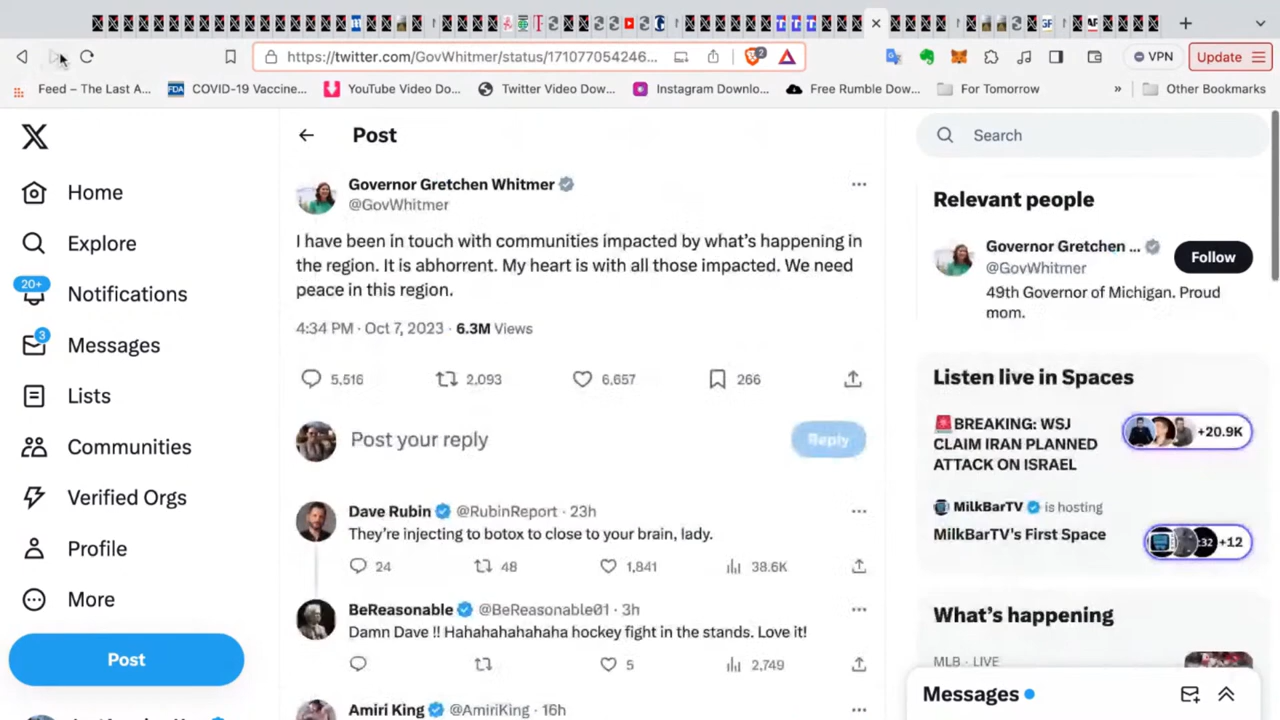 https://twitter.com/GovWhitmer/status/171077054246...
2
VPN
Update
Feed – The Last A...
COVID-19 Vaccine...
YouTube Video Do...
Twitter Video Dow...
Instagram Downlo...
Free Rumble Dow...
For Tomorrow
»
Other Bookmarks
Home
Explore
20+
Notifications
3
Messages
Lists
Communities
Verified Orgs
Profile
More
Post
Post
Governor Gretchen Whitmer
@GovWhitmer
I have been in touch with communities impacted by what’s happening in
the region. It is abhorrent. My heart is with all those impacted. We need
peace in this region.
4:34 PM · Oct 7, 2023 · 6.3M Views
5,516 2,093 6,657 266
Post your reply
Reply
Dave Rubin @RubinReport · 23h
They’re injecting to botox to close to your brain, lady.
24 48 1,841 38.6K
BeReasonable @BeReasonable01 · 3h
Damn Dave !! Hahahahahahaha hockey fight in the stands. Love it!
5 2,749
Amiri King @AmiriKing · 16h
Search
Relevant people
Governor Gretchen ...
@GovWhitmer
Follow
49th Governor of Michigan. Proud
mom.
Listen live in Spaces
BREAKING: WSJ
CLAIM IRAN PLANNED
ATTACK ON ISRAEL
+20.9K
MilkBarTV is hosting
MilkBarTV's First Space
+12
What’s happening
MLB · LIVE
Messages